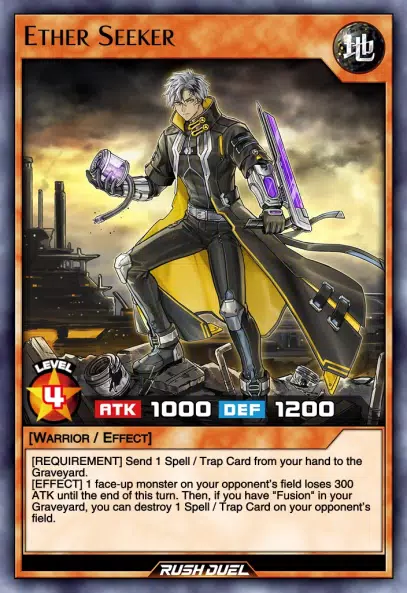 Ether Seeker
地
LEVEL
4
ATK 1000 DEF 1200
[Warrior / Effect]
[REQUIREMENT] Send 1 Spell / Trap Card from your hand to the
Graveyard.
[EFFECT] 1 face-up monster on your opponent's field loses 300
ATK until the end of this turn. Then, if you have "Fusion" in your
Graveyard, you can destroy 1 Spell / Trap Card on your opponent's
field.
RUSH DUEL